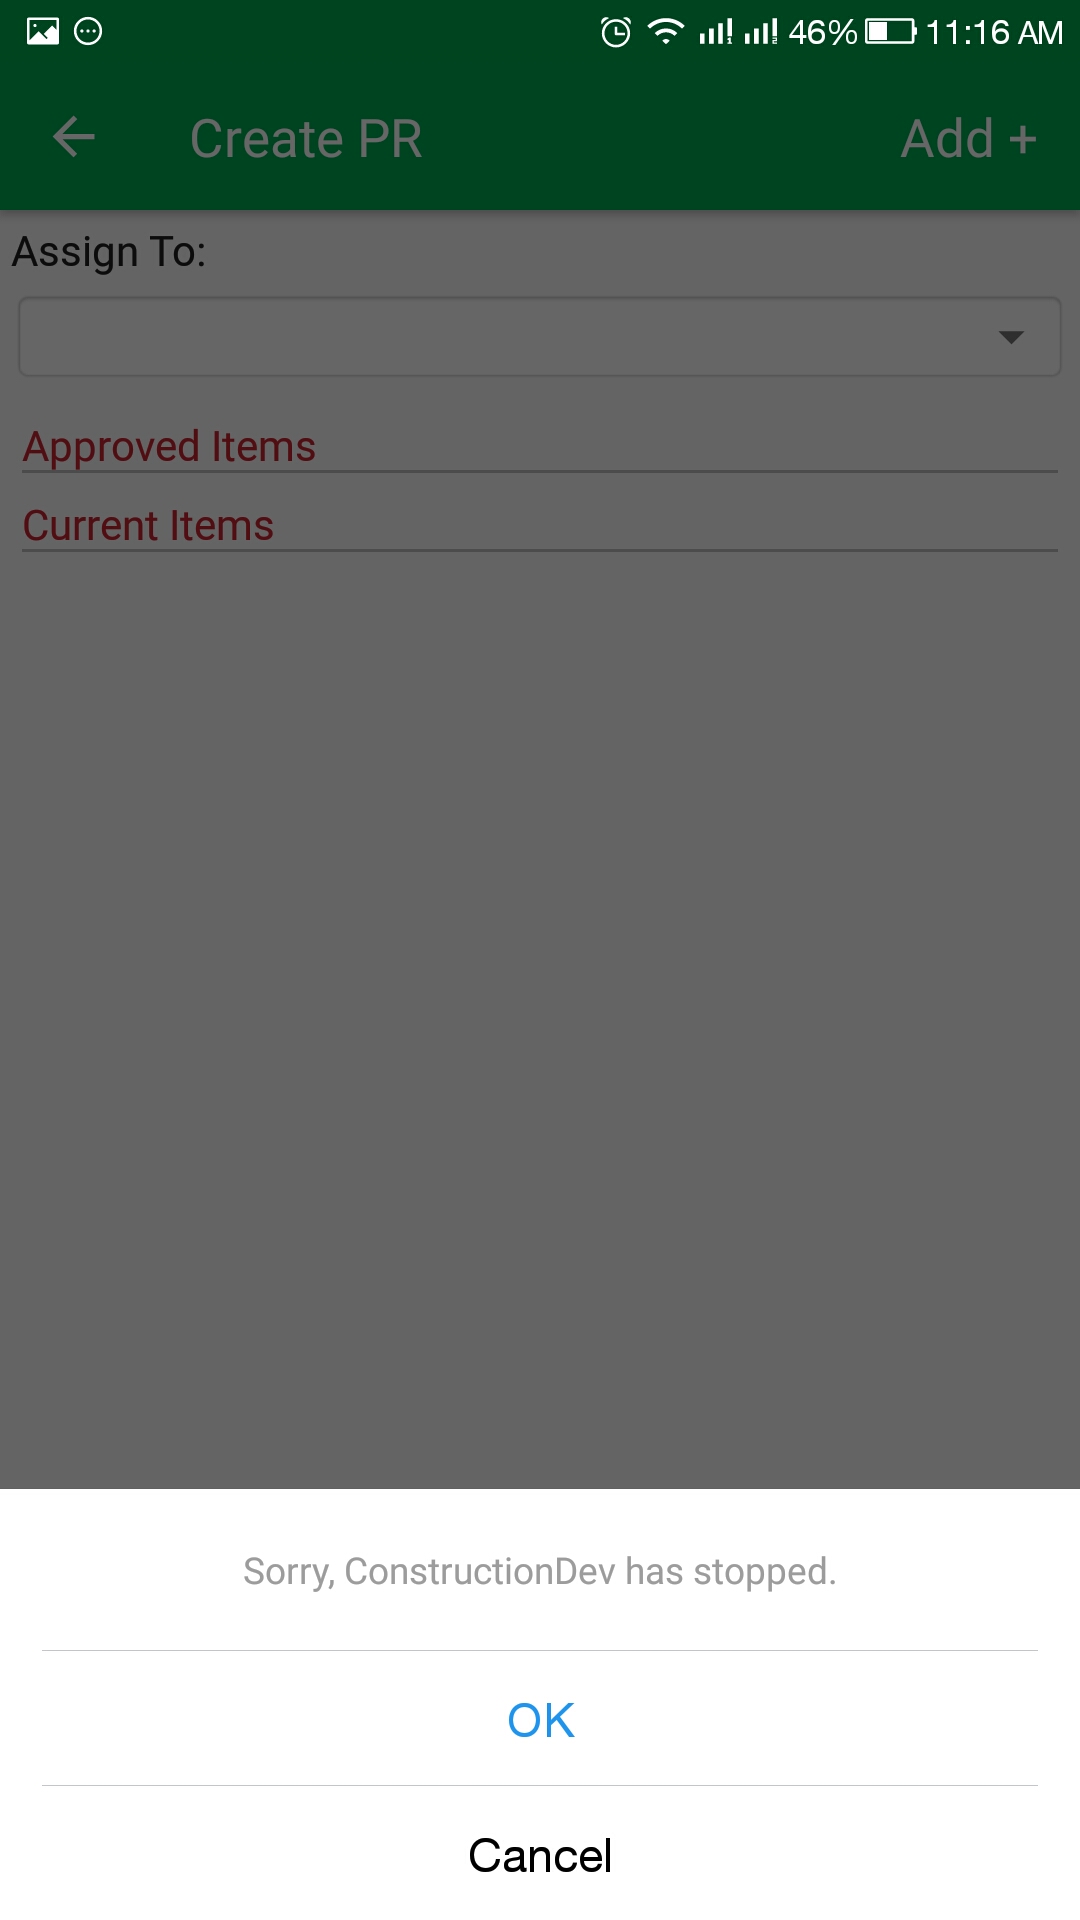 46% 11:16 AM
Create PR Add +
Assign To:
Approved Items
Current Items
Sorry, ConstructionDev has stopped.
OK
Cancel